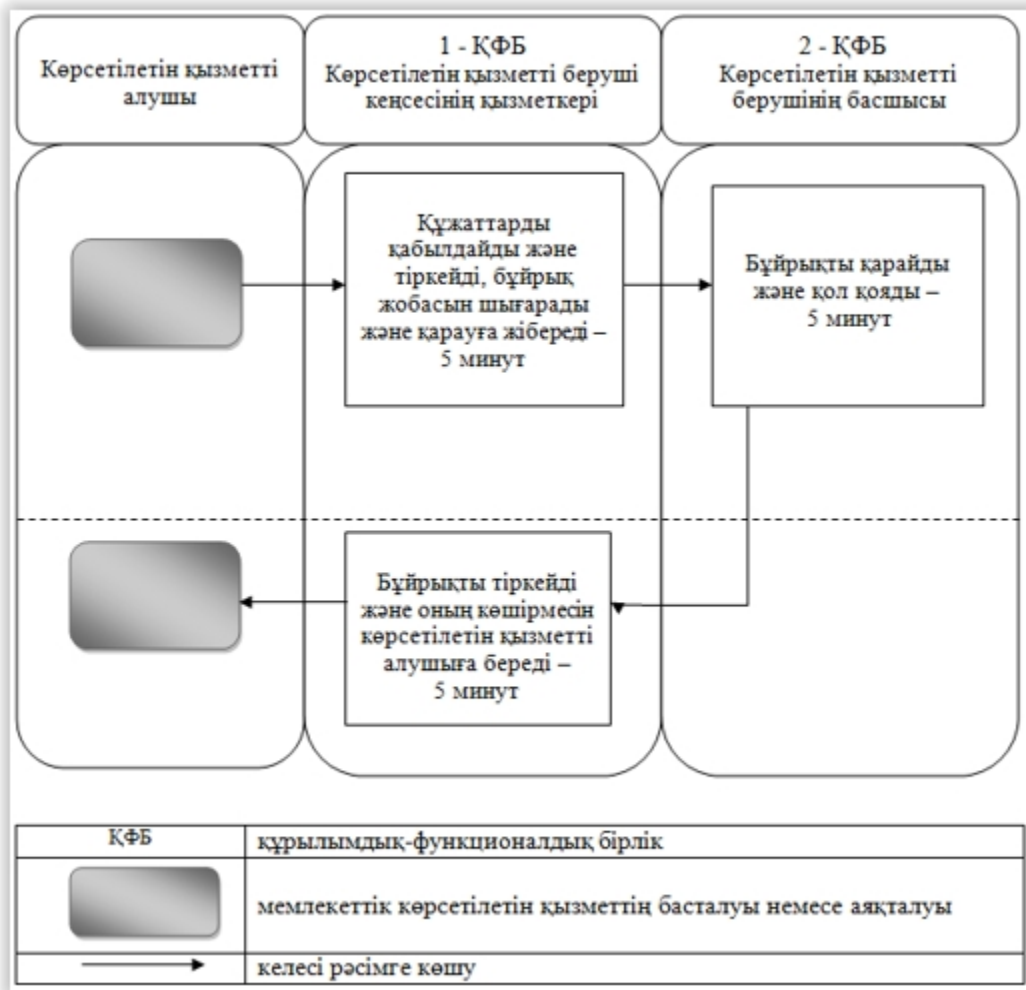 Көрсетілетін қызметті
алушы
1 - ҚФБ
Көрсетілетін қызметті беруші
кеңсесінің қызметкері
2 - ҚФБ
Көрсетілетін қызметті
берушінің басшысы
Құжаттарды
қабылдайды және
тіркейді, бұйрық
жобасын шығарады
және қарауға жібереді –
5 минут
Бұйрықты қарайды
және қол қояды –
5 минут
Бұйрықты тіркейді
және оның көшірмесін
көрсетілетін қызметті
алушыға береді –
5 минут
ҚФБ
құрылымдық-функционалдық бірлік
мемлекеттік көрсетілетін қызметтің басталуы немесе аяқталуы
келесі рәсімге көшу